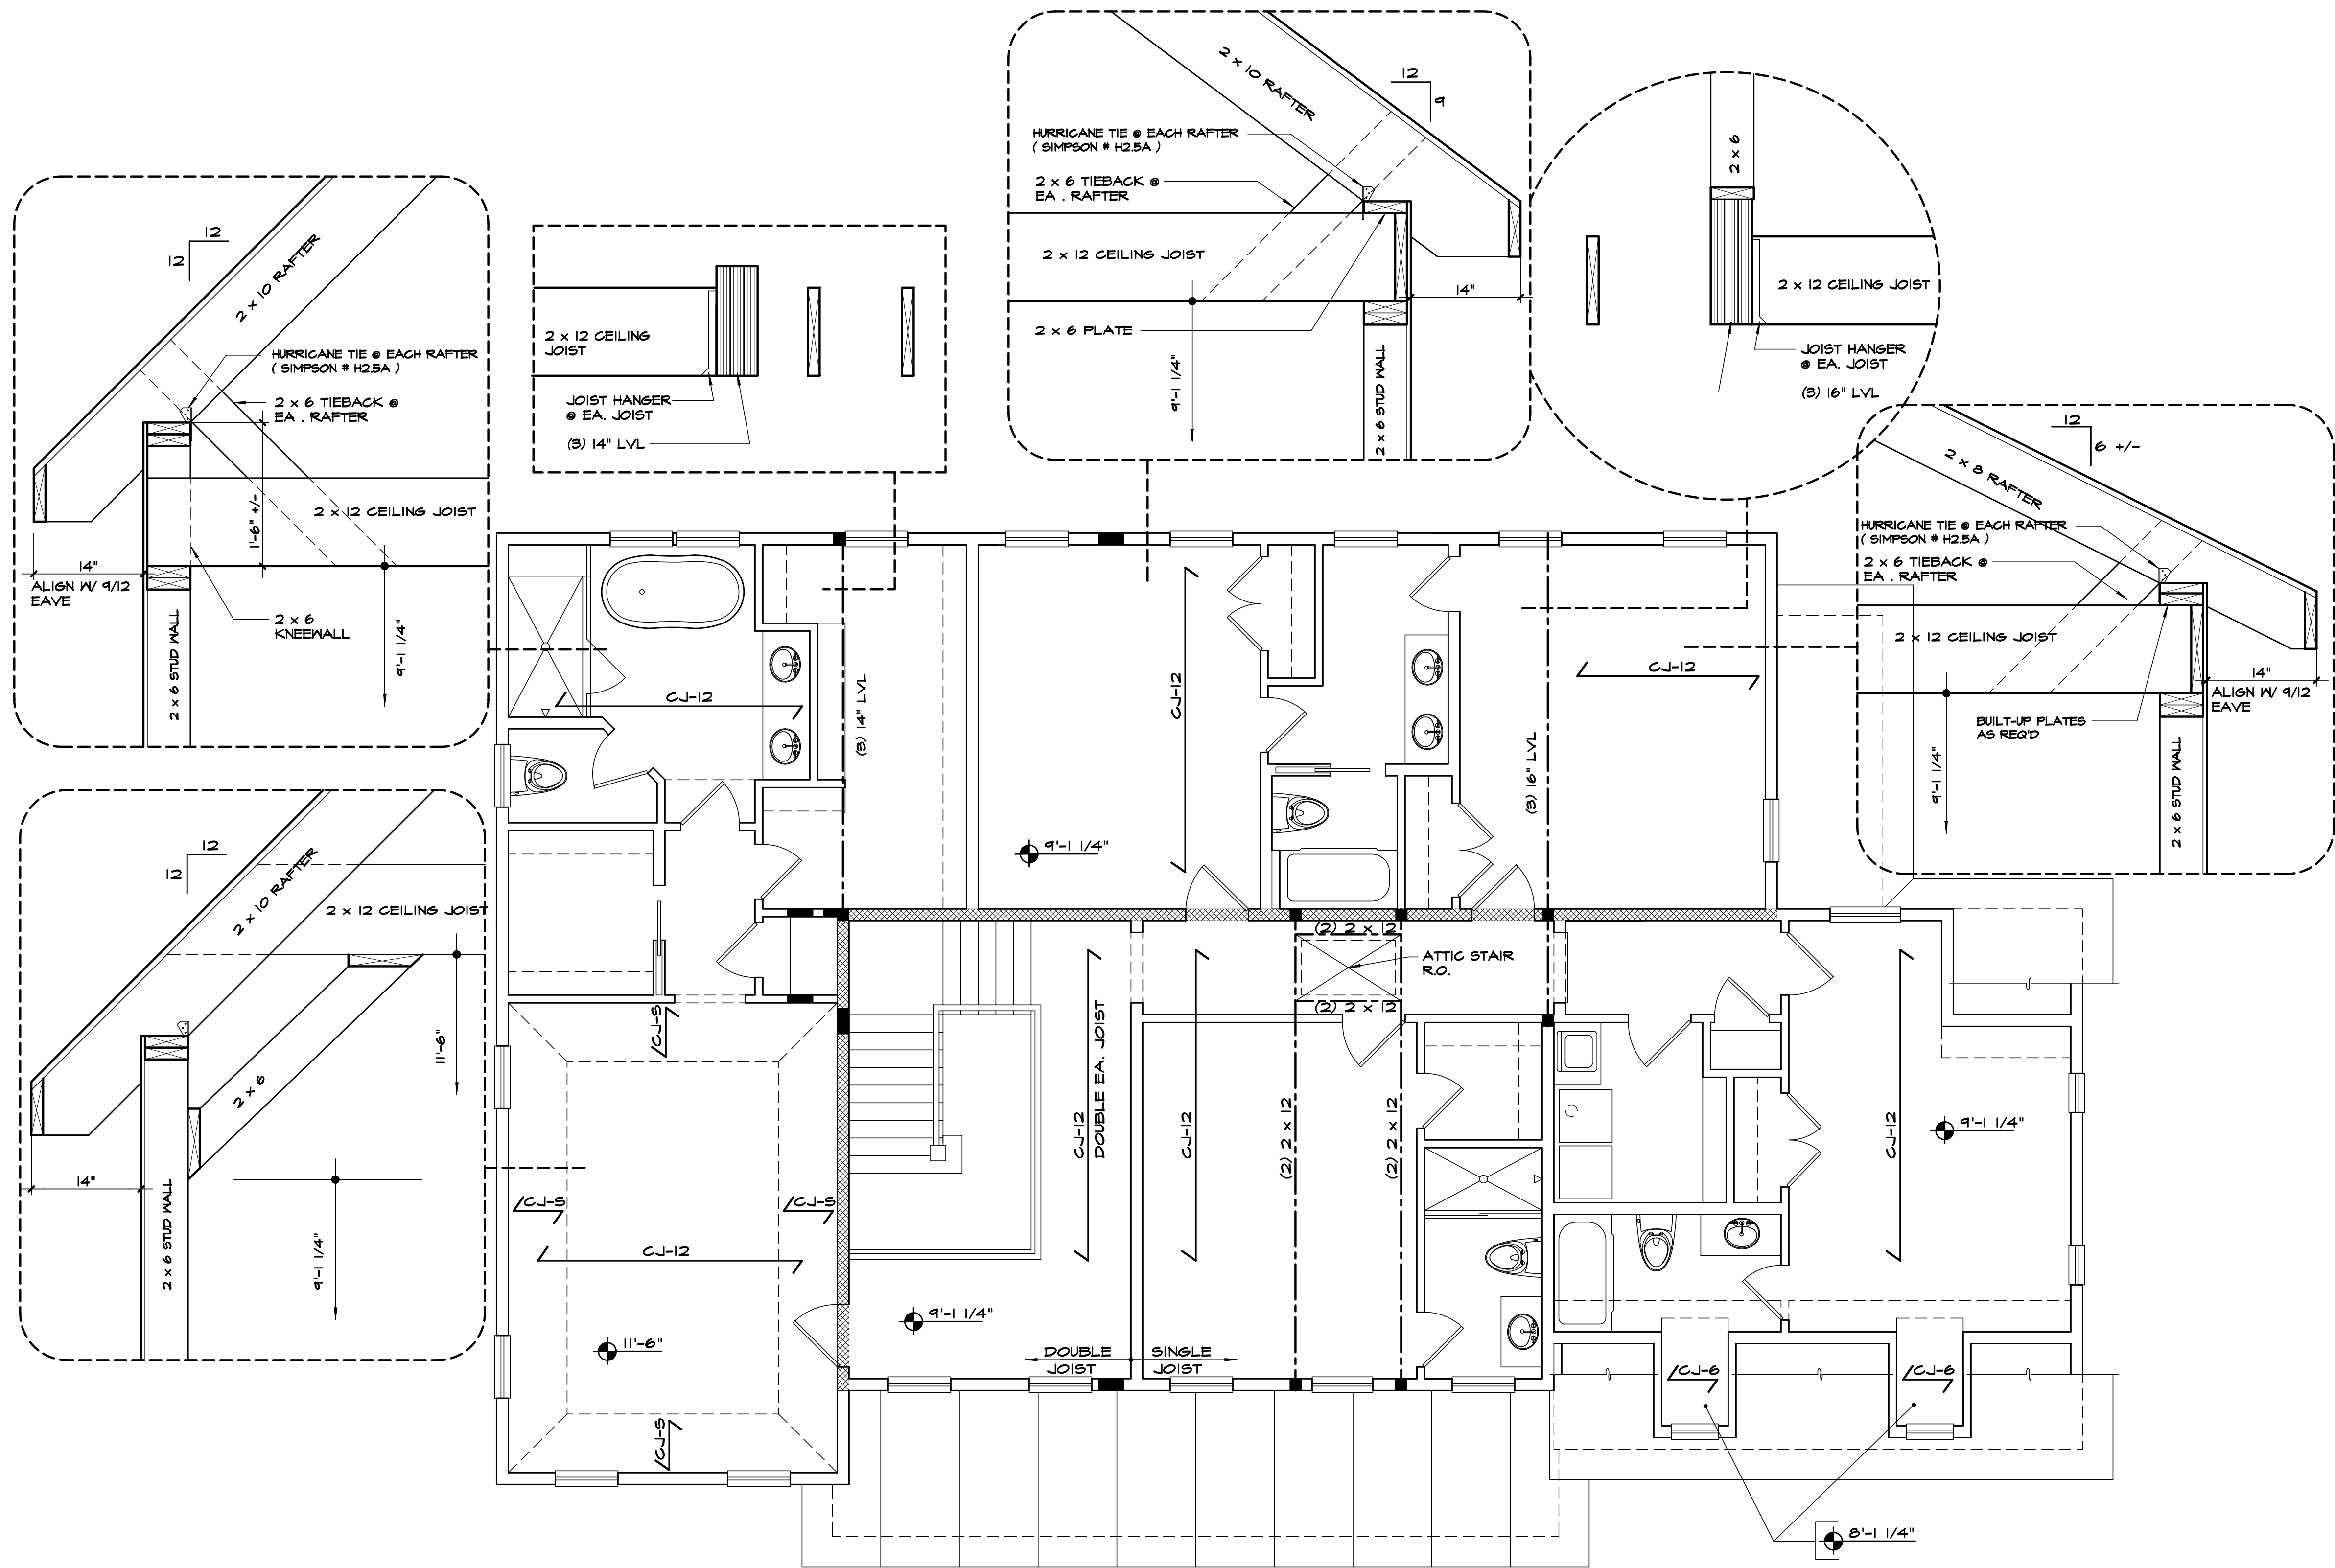 12
12
2 x 10 RAFTER
HURRICANE TIE @ EACH RAFTER
( SIMPSON # H2.5A )
2 x 6 TIEBACK @
EA . RAFTER
2 x 12 CEILING JOIST
1'-6" +/-
14"
ALIGN W/ 9/12
EAVE
2 x 6
KNEEWALL
2 x 6 STUD WALL
9'-1 1/4"
2 x 12 CEILING
JOIST
JOIST HANGER
@ EA. JOIST
(3) 14" LVL
2 x 10 RAFTER
12
9
HURRICANE TIE @ EACH RAFTER
( SIMPSON # H2.5A )
2 x 6 TIEBACK @
EA . RAFTER
2 x 12 CEILING JOIST
14"
2 x 6 PLATE
9'-1 1/4"
2 x 6 STUD WALL
2 x 6
2 x 12 CEILING JOIST
JOIST HANGER
@ EA. JOIST
(3) 16" LVL
12
6 +/-
2 x 8 RAFTER
HURRICANE TIE @ EACH RAFTER
( SIMPSON # H2.5A )
2 x 6 TIEBACK @
EA . RAFTER
2 x 12 CEILING JOIST
14"
ALIGN W/ 9/12
EAVE
BUILT-UP PLATES
AS REQ'D
9'-1 1/4"
2 x 6 STUD WALL
12
12
2 x 10 RAFTER
2 x 12 CEILING JOIST
11'-6"
2 x 6
14"
2 x 6 STUD WALL
9'-1 1/4"
CJ-12
(3) 14" LVL
CJ-12
9'-1 1/4"
(3) 16" LVL
CJ-12
(2) 2 x 12
ATTIC STAIR
R.O.
(2) 2 x 12
CJ-S
CJ-12
DOUBLE EA. JOIST
CJ-12
(2) 2 x 12
(2) 2 x 12
CJ-12
9'-1 1/4"
CJ-S
CJ-S
CJ-12
11'-6"
9'-1 1/4"
DOUBLE
JOIST
SINGLE
JOIST
CJ-6
CJ-6
CJ-S
8'-1 1/4"